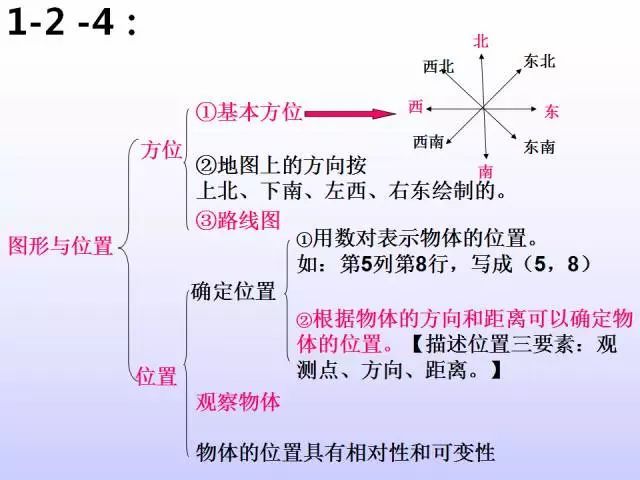 1-2 -4：
北
西北
东北
①基本方位
西
东
西南
东南
南
方位
②地图上的方向按
上北、下南、左西、右东绘制的。
③路线图
图形与位置
①用数对表示物体的位置。
如：第5列第8行，写成（5，8）
确定位置
②根据物体的方向和距离可以确定物
体的位置。【描述位置三要素：观
测点、方向、距离。】
位置
观察物体
物体的位置具有相对性和可变性